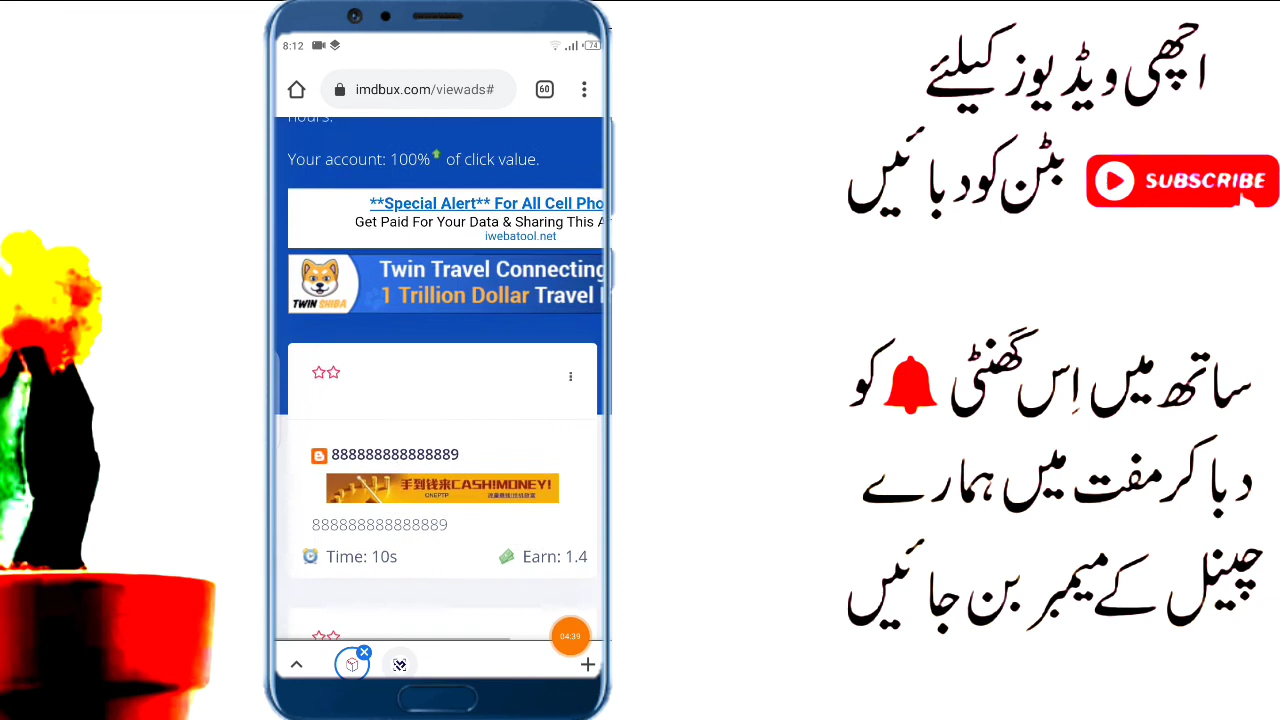 8:12
74
imdbux.com/viewads#
60
hours.
Your account: 100% of click value.
**Special Alert** For All Cell Pho
Get Paid For Your Data & Sharing This A
iwebatool.net
Twin Travel Connecting
1 Trillion Dollar Travel
TWIN SHIBA
888888888888889
手到钱来CASH!MONEY!
QNEPTP
888888888888889
Time: 10s
Earn: 1.4
04:39
اچھی ویڈیوز کیلئے
بٹن کو دبائیں
SUBSCRIBE
ساتھ میں اِس گھنٹی کو
دبا کر مفت میں ہمارے
چینل کے میمبر بن جائیں